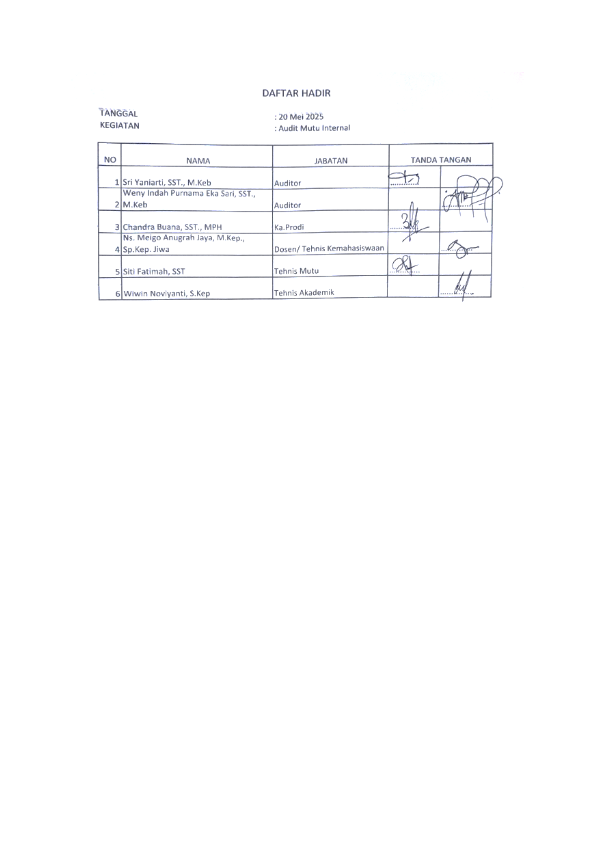 DAFTAR HADIR
TANGGAL : 20 Mei 2025
KEGIATAN : Audit Mutu Internal
NO NAMA JABATAN TANDA TANGAN
1 Sri Yaniarti, SST., M.Keb Auditor
Weny Indah Purnama Eka Sari, SST.,
2 M.Keb Auditor
3 Chandra Buana, SST., MPH Ka.Prodi
Ns. Meigo Anugrah Jaya, M.Kep.,
4 Sp.Kep. Jiwa Dosen/ Tehnis Kemahasiswaan
5 Siti Fatimah, SST Tehnis Mutu
6 Wiwin Noviyanti, S.Kep Tehnis Akademik